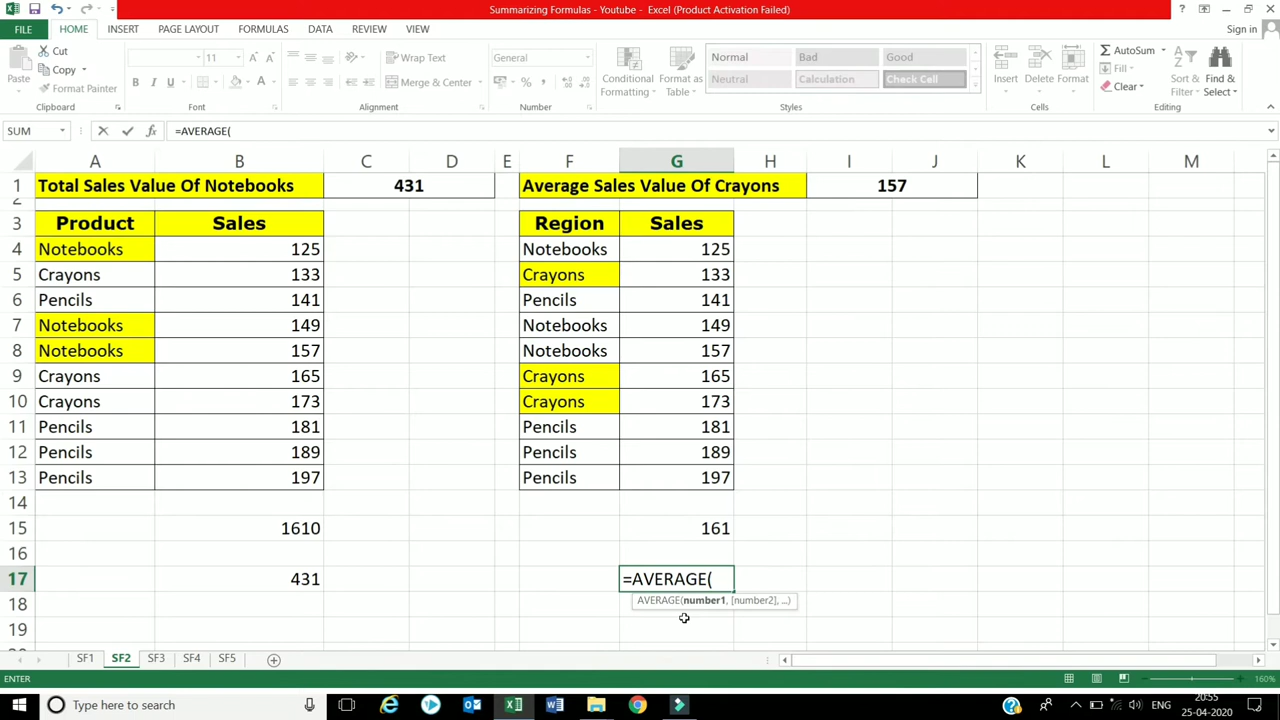 Summarizing Formulas - Youtube - Excel (Product Activation Failed)
FILE HOME INSERT PAGE LAYOUT FORMULAS DATA REVIEW VIEW Sign in
Paste Cut Copy Format Painter
Clipboard
11 A A
B I U A
Font
Wrap Text
Merge & Center
Alignment
General
% ,
Number
Conditional Formatting Format as Table
Normal Bad Good
Neutral Calculation Check Cell
Styles
Insert Delete Format
Cells
AutoSum
Fill
Clear
Sort & Filter Find & Select
Editing
SUM fx =AVERAGE(
A B C D E F G H I J K L M
1 Total Sales Value Of Notebooks 431 Average Sales Value Of Crayons 157
2
3 Product Sales Region Sales
4 Notebooks 125 Notebooks 125
5 Crayons 133 Crayons 133
6 Pencils 141 Pencils 141
7 Notebooks 149 Notebooks 149
8 Notebooks 157 Notebooks 157
9 Crayons 165 Crayons 165
10 Crayons 173 Crayons 173
11 Pencils 181 Pencils 181
12 Pencils 189 Pencils 189
13 Pencils 197 Pencils 197
14
15 1610 161
16
17 431 =AVERAGE(
AVERAGE(number1, [number2], ...)
18
19
SF1 SF2 SF3 SF4 SF5
ENTER 160%
Type here to search
20:55
25-04-2020